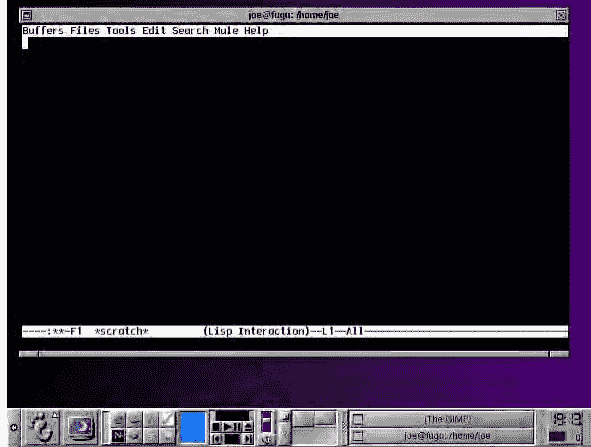 joe@fugu: /home/joe
Buffers Files Tools Edit Search Mule Help
----:**-F1 *scratch* (Lisp Interaction)--L1--All----
(The GIMP)
joe@fugu: /home/joe